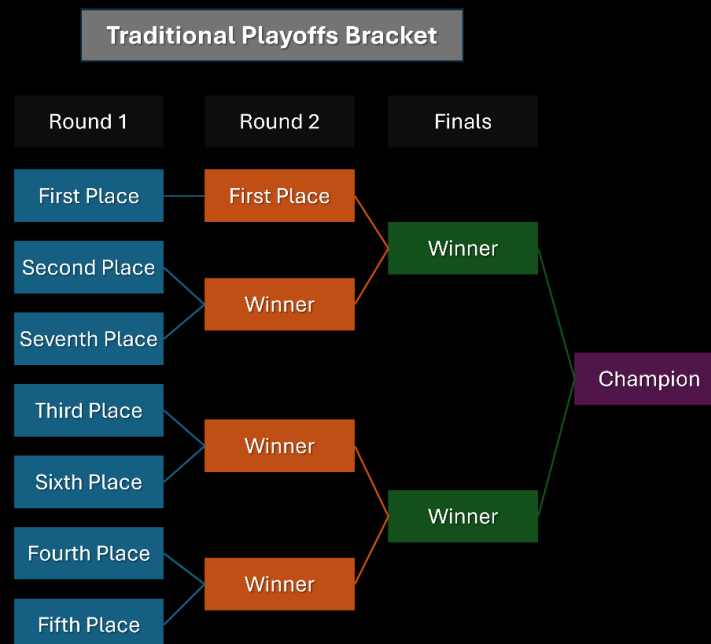 Traditional Playoffs Bracket
Round 1
Round 2
Finals
First Place
First Place
Winner
Second Place
Winner
Seventh Place
Champion
Third Place
Winner
Sixth Place
Winner
Fourth Place
Winner
Fifth Place